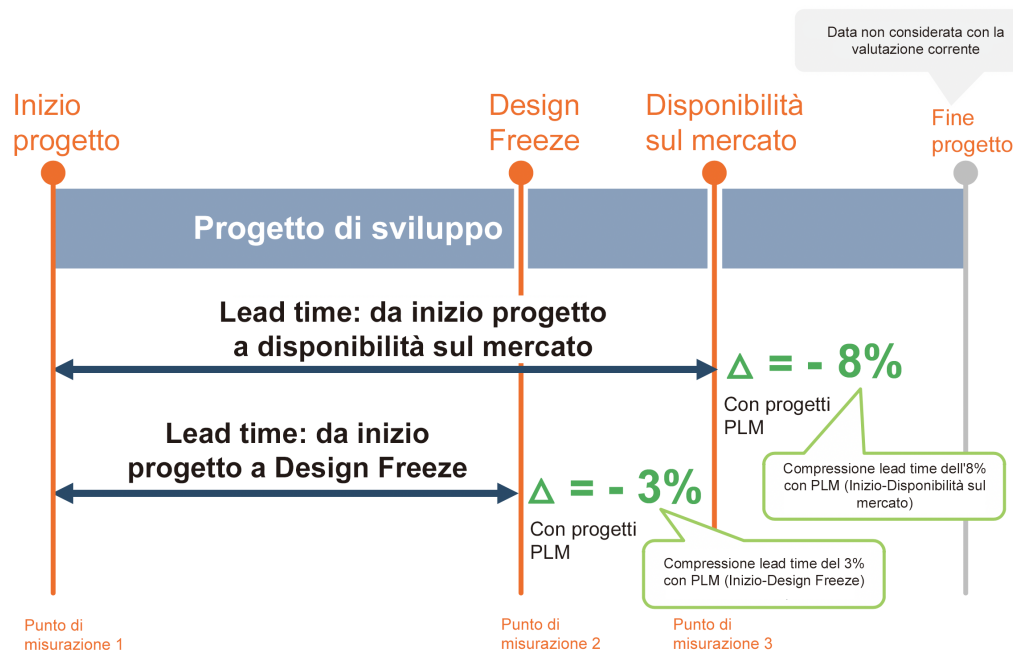 Data non considerata con la
valutazione corrente
Inizio
progetto
Design
Freeze
Disponibilità
sul mercato
Fine
progetto
Progetto di sviluppo
Lead time: da inizio progetto
a disponibilità sul mercato
Δ = - 8%
Con progetti
PLM
Compressione lead time dell'8%
con PLM (Inizio-Disponibilità sul
mercato)
Lead time: da inizio
progetto a Design Freeze
Δ = - 3%
Con progetti
PLM
Compressione lead time del 3%
con PLM (Inizio-Design Freeze)
Punto di
misurazione 1
Punto di
misurazione 2
Punto di
misurazione 3